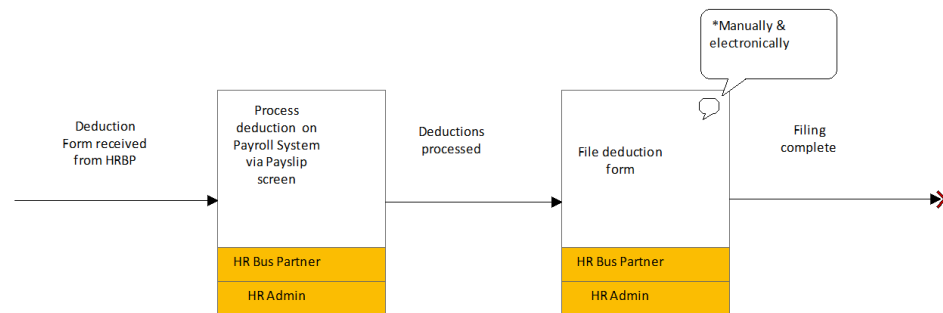 *Manually &
electronically
Deduction
Form received
from HRBP
Process
deduction on
Payroll System
via Payslip
screen
Deductions
processed
File deduction
form
Filing
complete
HR Bus Partner
HR Admin
HR Bus Partner
HR Admin